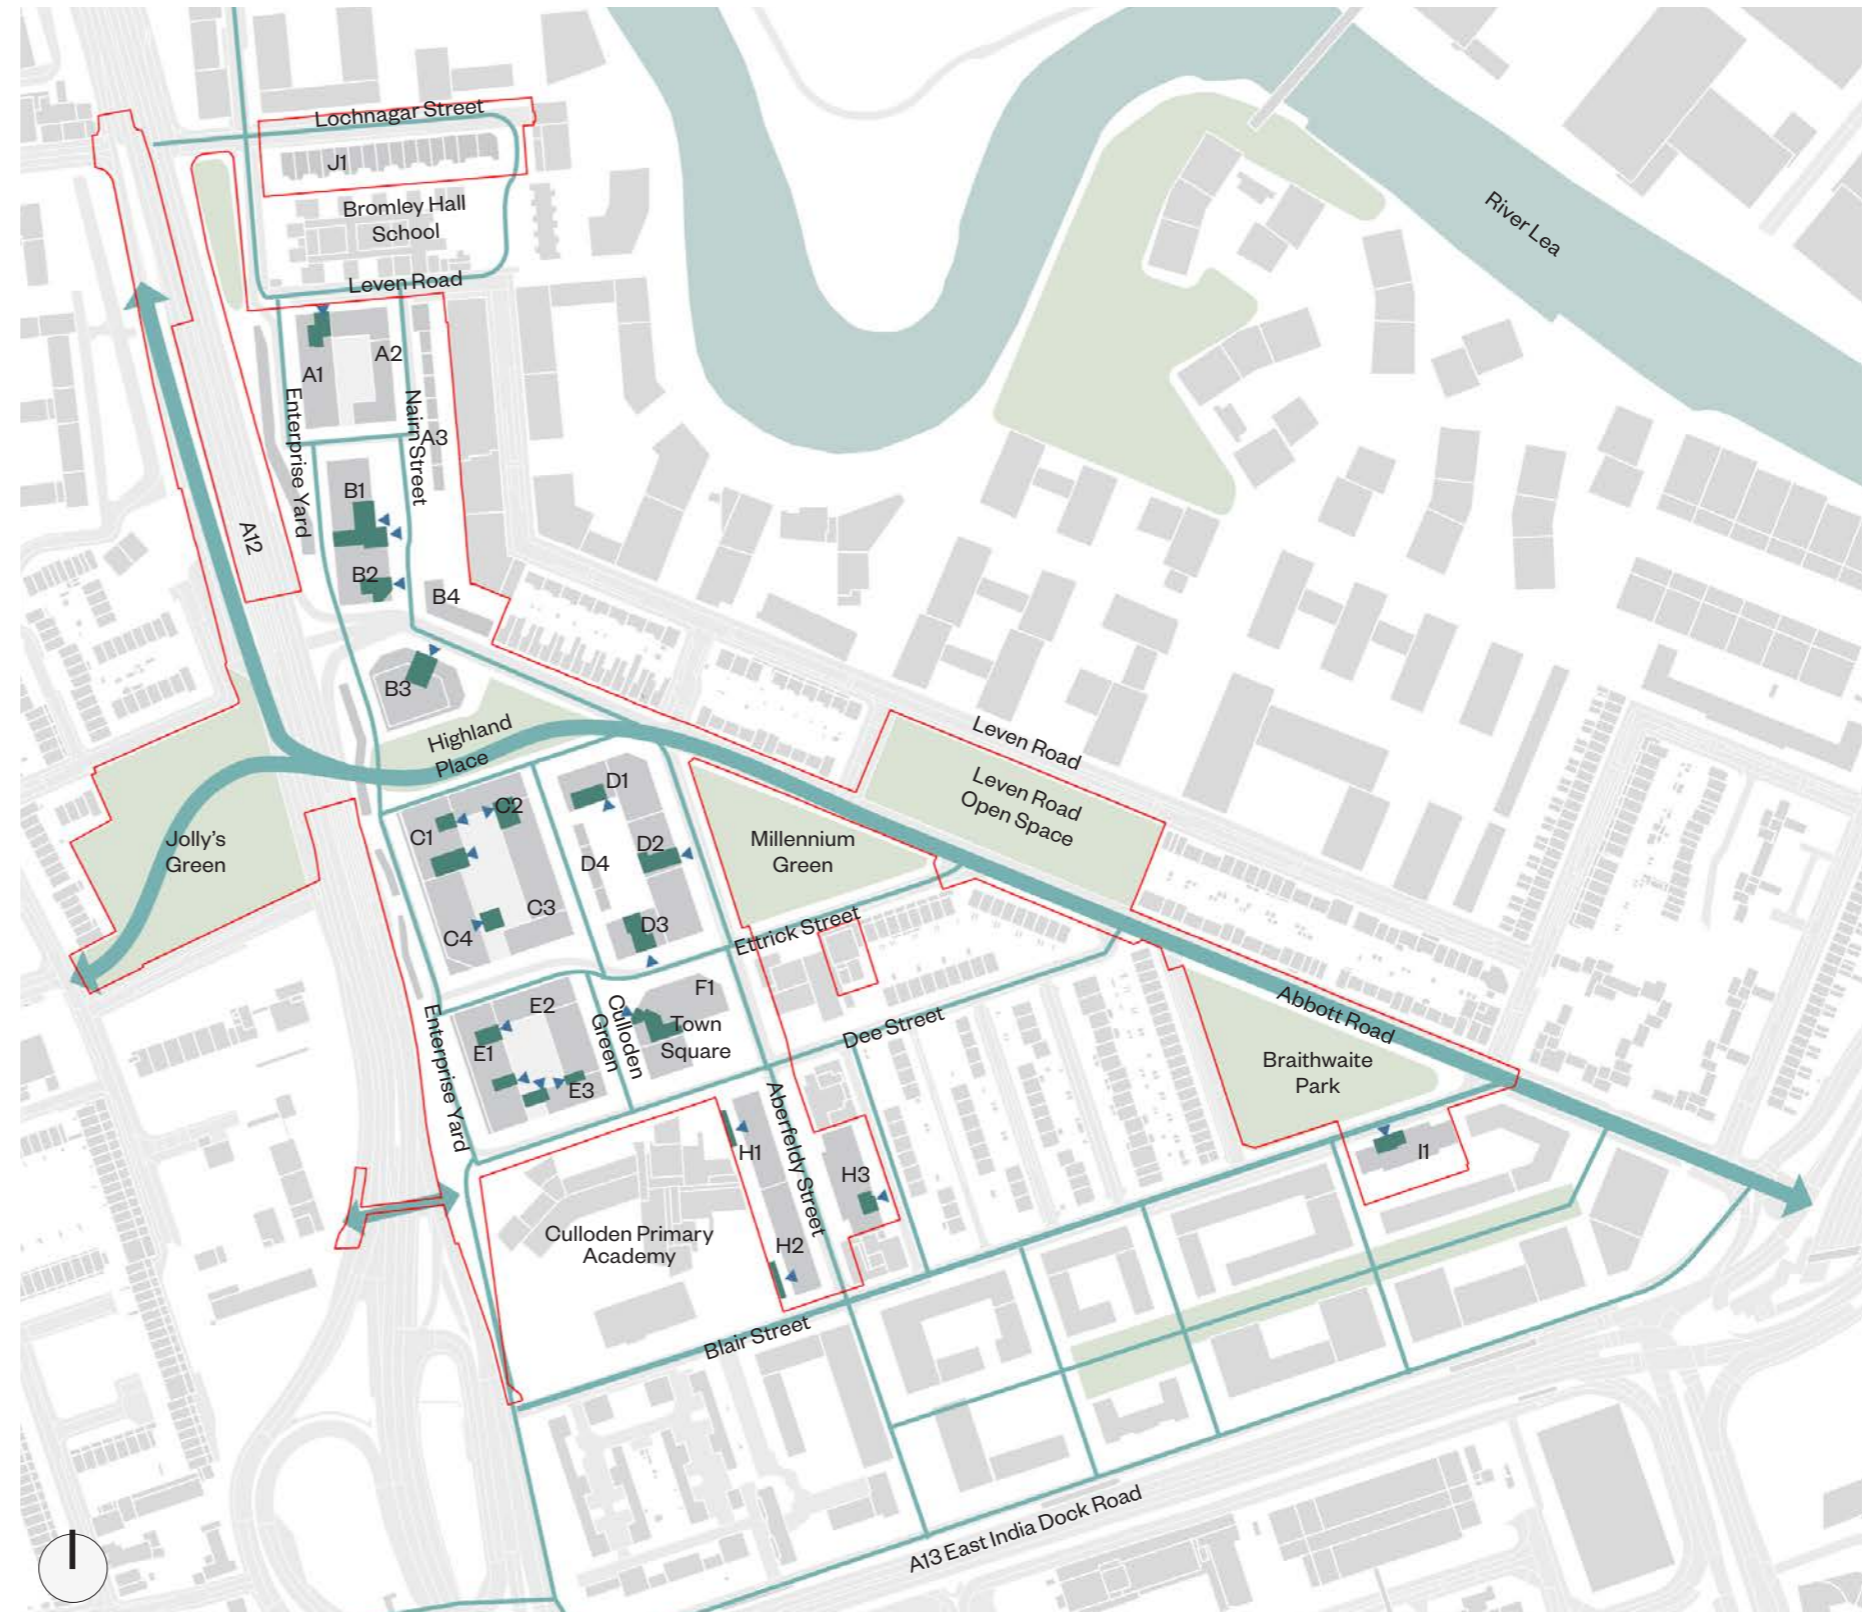 Lochnagar Street
J1
Bromley Hall
School
River Lea
Leven Road
A2
A1
Enterprise Yard
Nairn Street
A3
B1
A12
B2
B4
B3
Highland
Place
Leven Road
Leven Road
Open Space
D1
C2
C1
Jolly's
Green
D2
D4
Millennium
Green
C3
C4
D3
Ettrick Street
F1
E2
Culloden
Green
Town
Square
Enterprise Yard
E1
E3
Dee Street
Abbott Road
Braithwaite
Park
Aberfeldy Street
H1
H3
I1
Culloden Primary
Academy
H2
Blair Street
A13 East India Dock Road